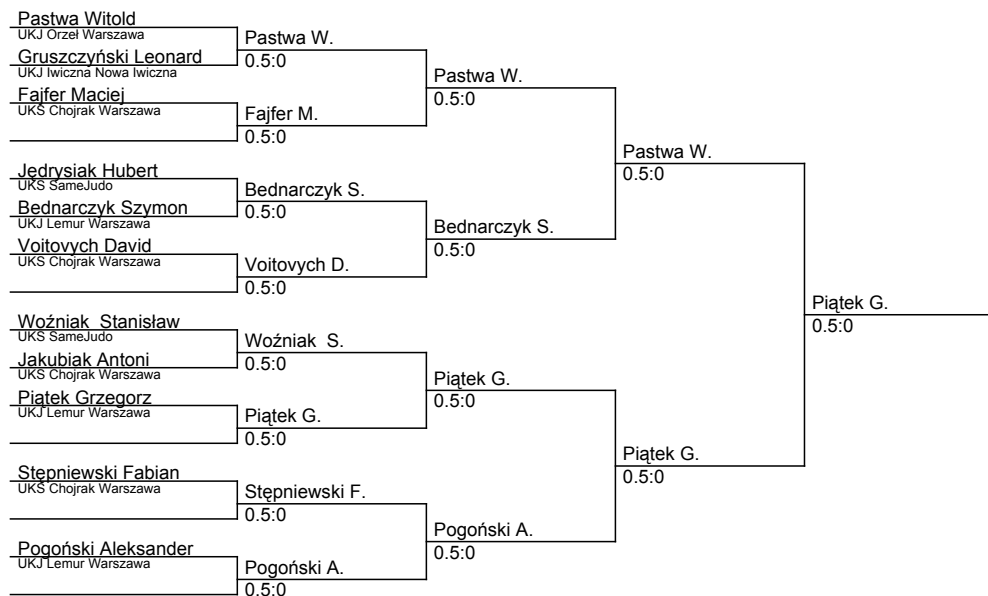 Pastwa Witold
UKJ Orzeł Warszawa
Gruszczyński Leonard
UKJ Iwiczna Nowa Iwiczna
Fajfer Maciej
UKS Chojrak Warszawa
Jędrysiak Hubert
UKS SameJudo
Bednarczyk Szymon
UKJ Lemur Warszawa
Voitovych David
UKS Chojrak Warszawa
Woźniak  Stanisław
UKS SameJudo
Jakubiak Antoni
UKS Chojrak Warszawa
Piątek Grzegorz
UKJ Lemur Warszawa
Stępniewski Fabian
UKS Chojrak Warszawa
Pogoński Aleksander
UKJ Lemur Warszawa
Pastwa W.
0.5:0
Fajfer M.
0.5:0
Bednarczyk S.
0.5:0
Voitovych D.
0.5:0
Woźniak  S.
0.5:0
Piątek G.
0.5:0
Stępniewski F.
0.5:0
Pogoński A.
0.5:0
Pastwa W.
0.5:0
Bednarczyk S.
0.5:0
Piątek G.
0.5:0
Pogoński A.
0.5:0
Pastwa W.
0.5:0
Piątek G.
0.5:0
Piątek G.
0.5:0